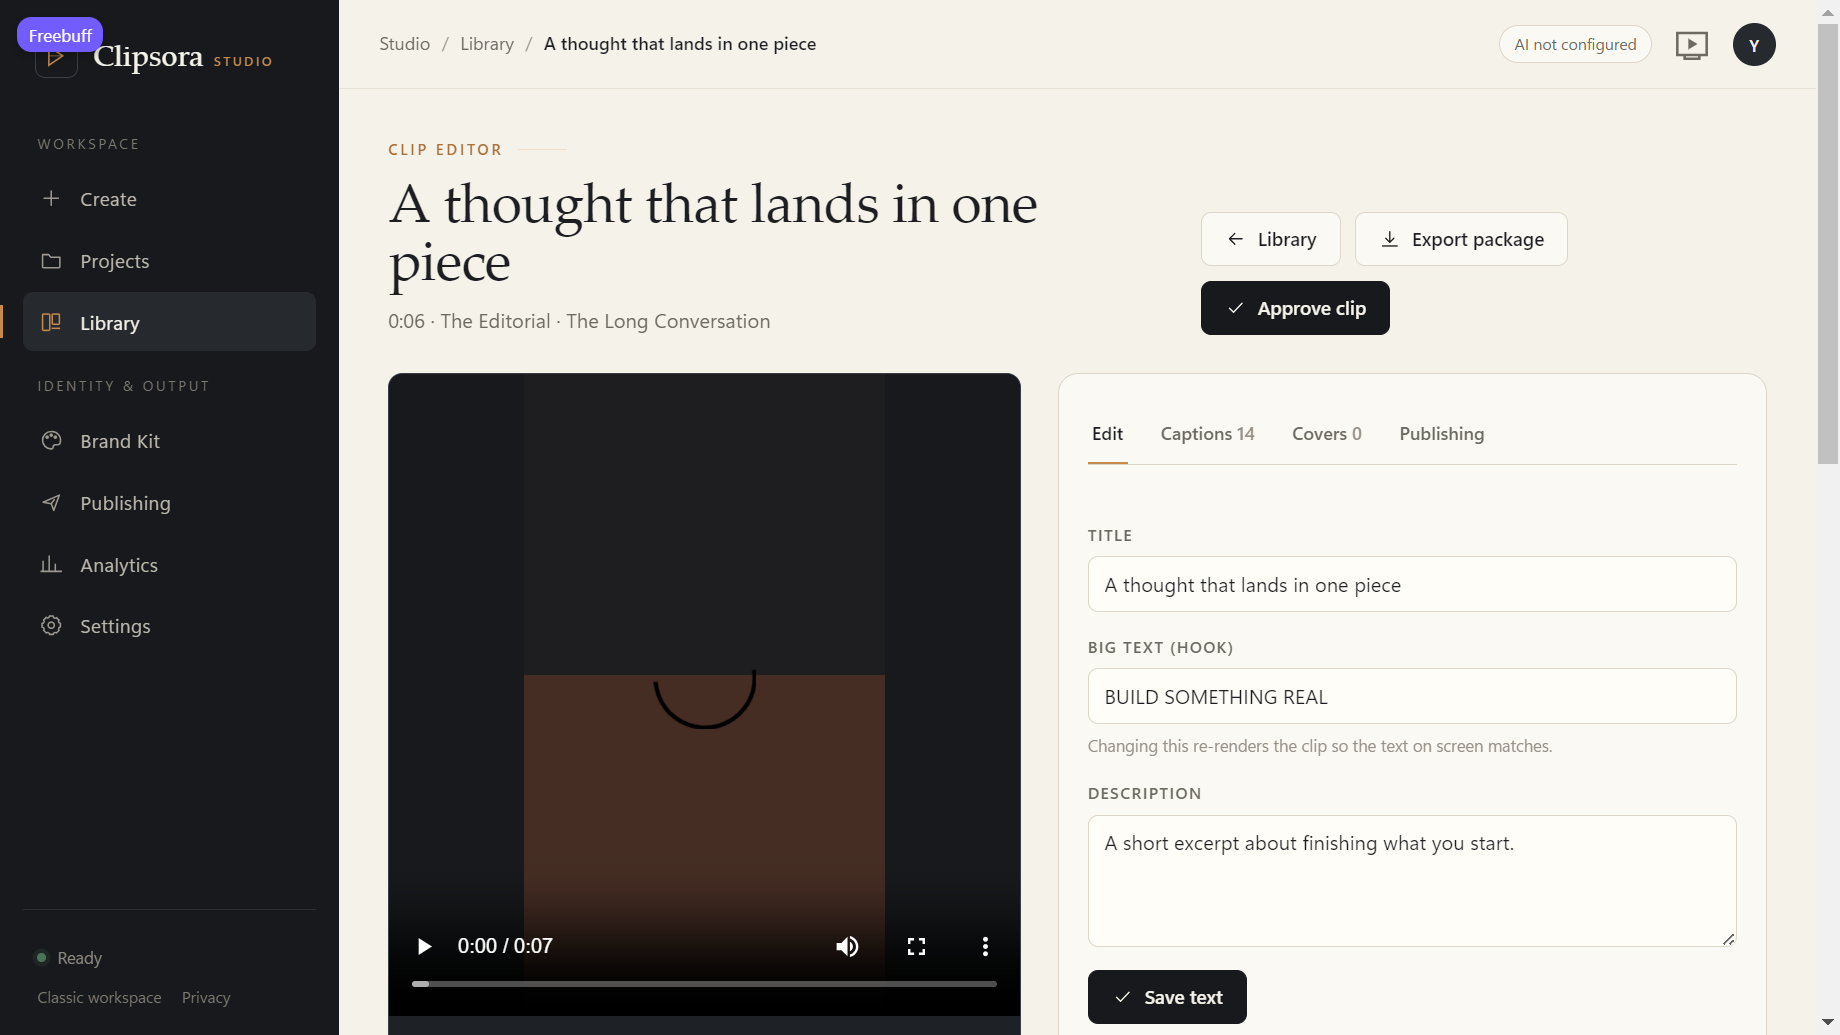 Freebuff
Clipsora STUDIO
WORKSPACE
Create
Projects
Library
IDENTITY & OUTPUT
Brand Kit
Publishing
Analytics
Settings
Ready
Classic workspace Privacy
Studio / Library / A thought that lands in one piece
AI not configured
Y
CLIP EDITOR
A thought that lands in one
piece
0:06 · The Editorial · The Long Conversation
Library
Export package
Approve clip
0:00 / 0:07
Edit Captions 14 Covers 0 Publishing
TITLE
A thought that lands in one piece
BIG TEXT (HOOK)
BUILD SOMETHING REAL
Changing this re-renders the clip so the text on screen matches.
DESCRIPTION
A short excerpt about finishing what you start.
Save text